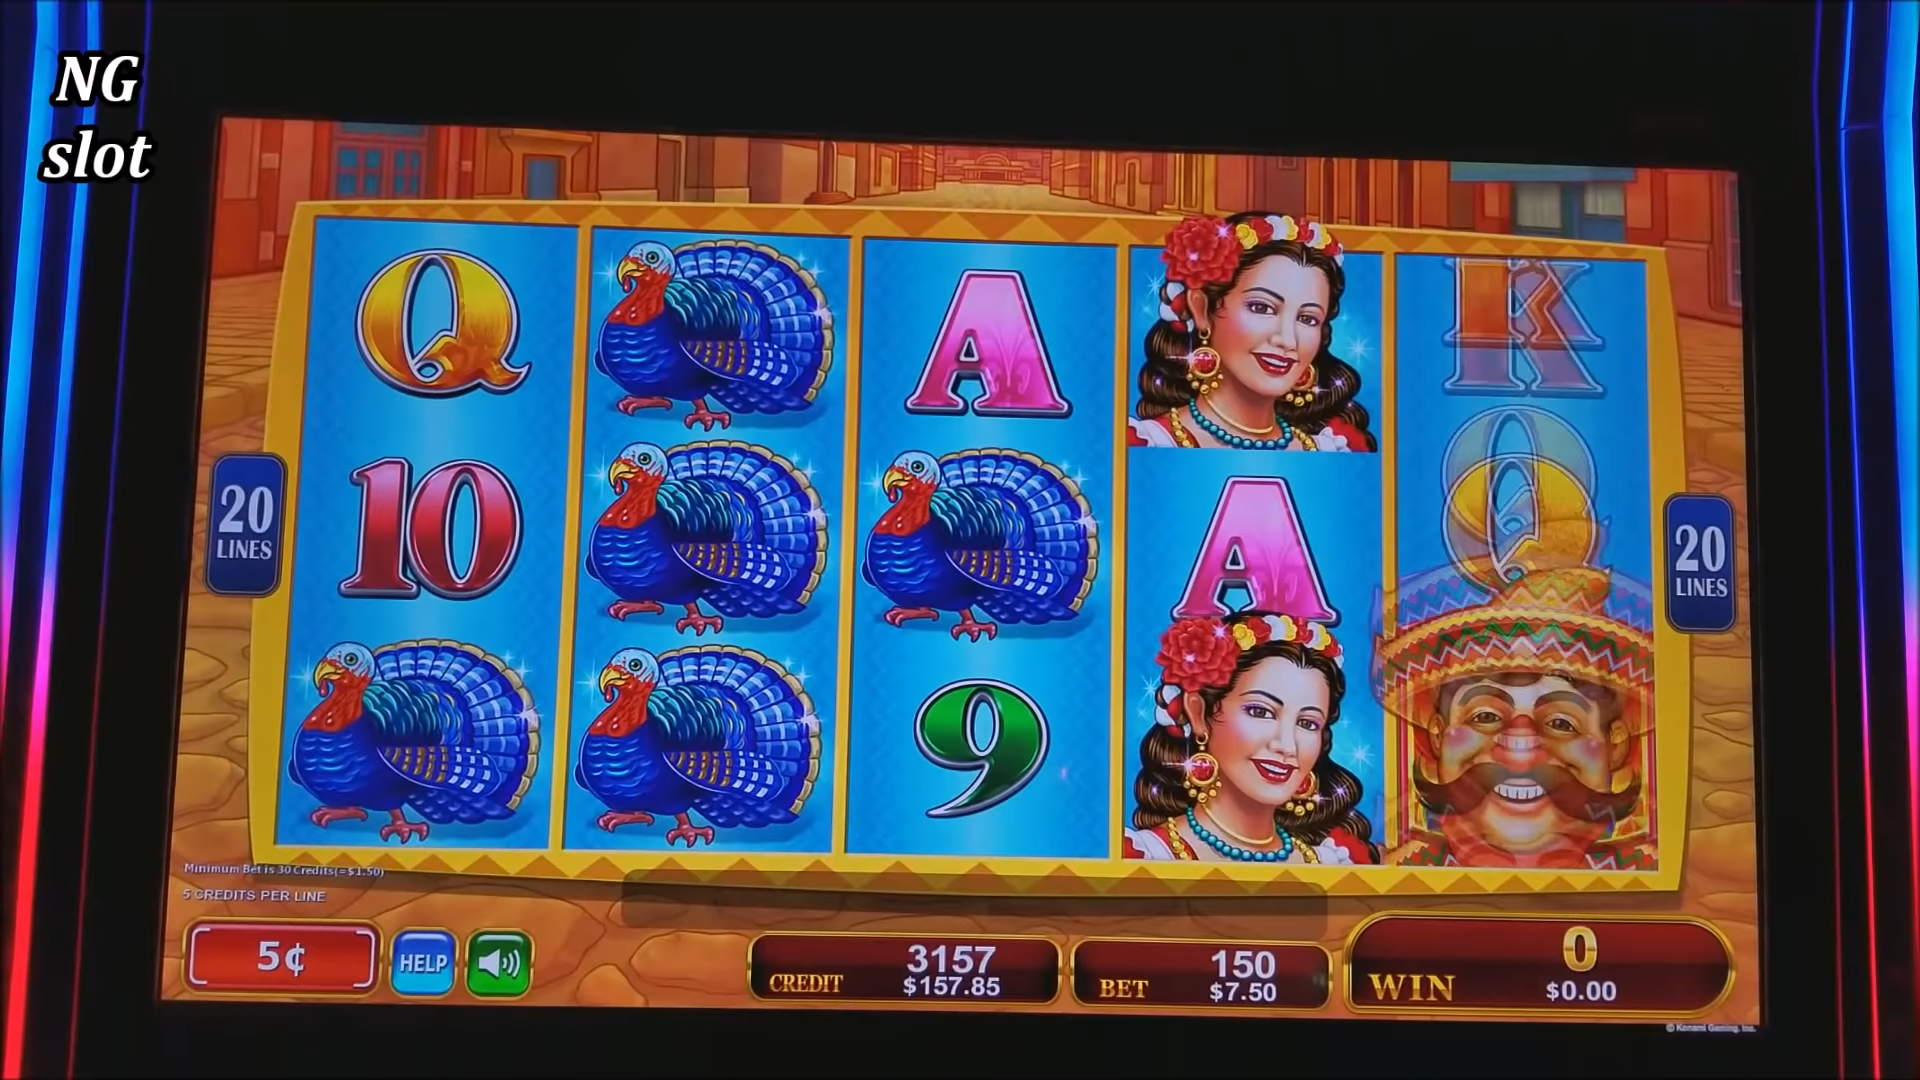 NG
slot
Q
A
K
20
LINES
10
A
Q
20
LINES
9
Minimum Bet is 30 Credits(=$1.50)
5 CREDITS PER LINE
5¢
HELP
CREDIT
3157
$157.85
BET
150
$7.50
WIN
0
$0.00
© Konami Gaming, Inc.